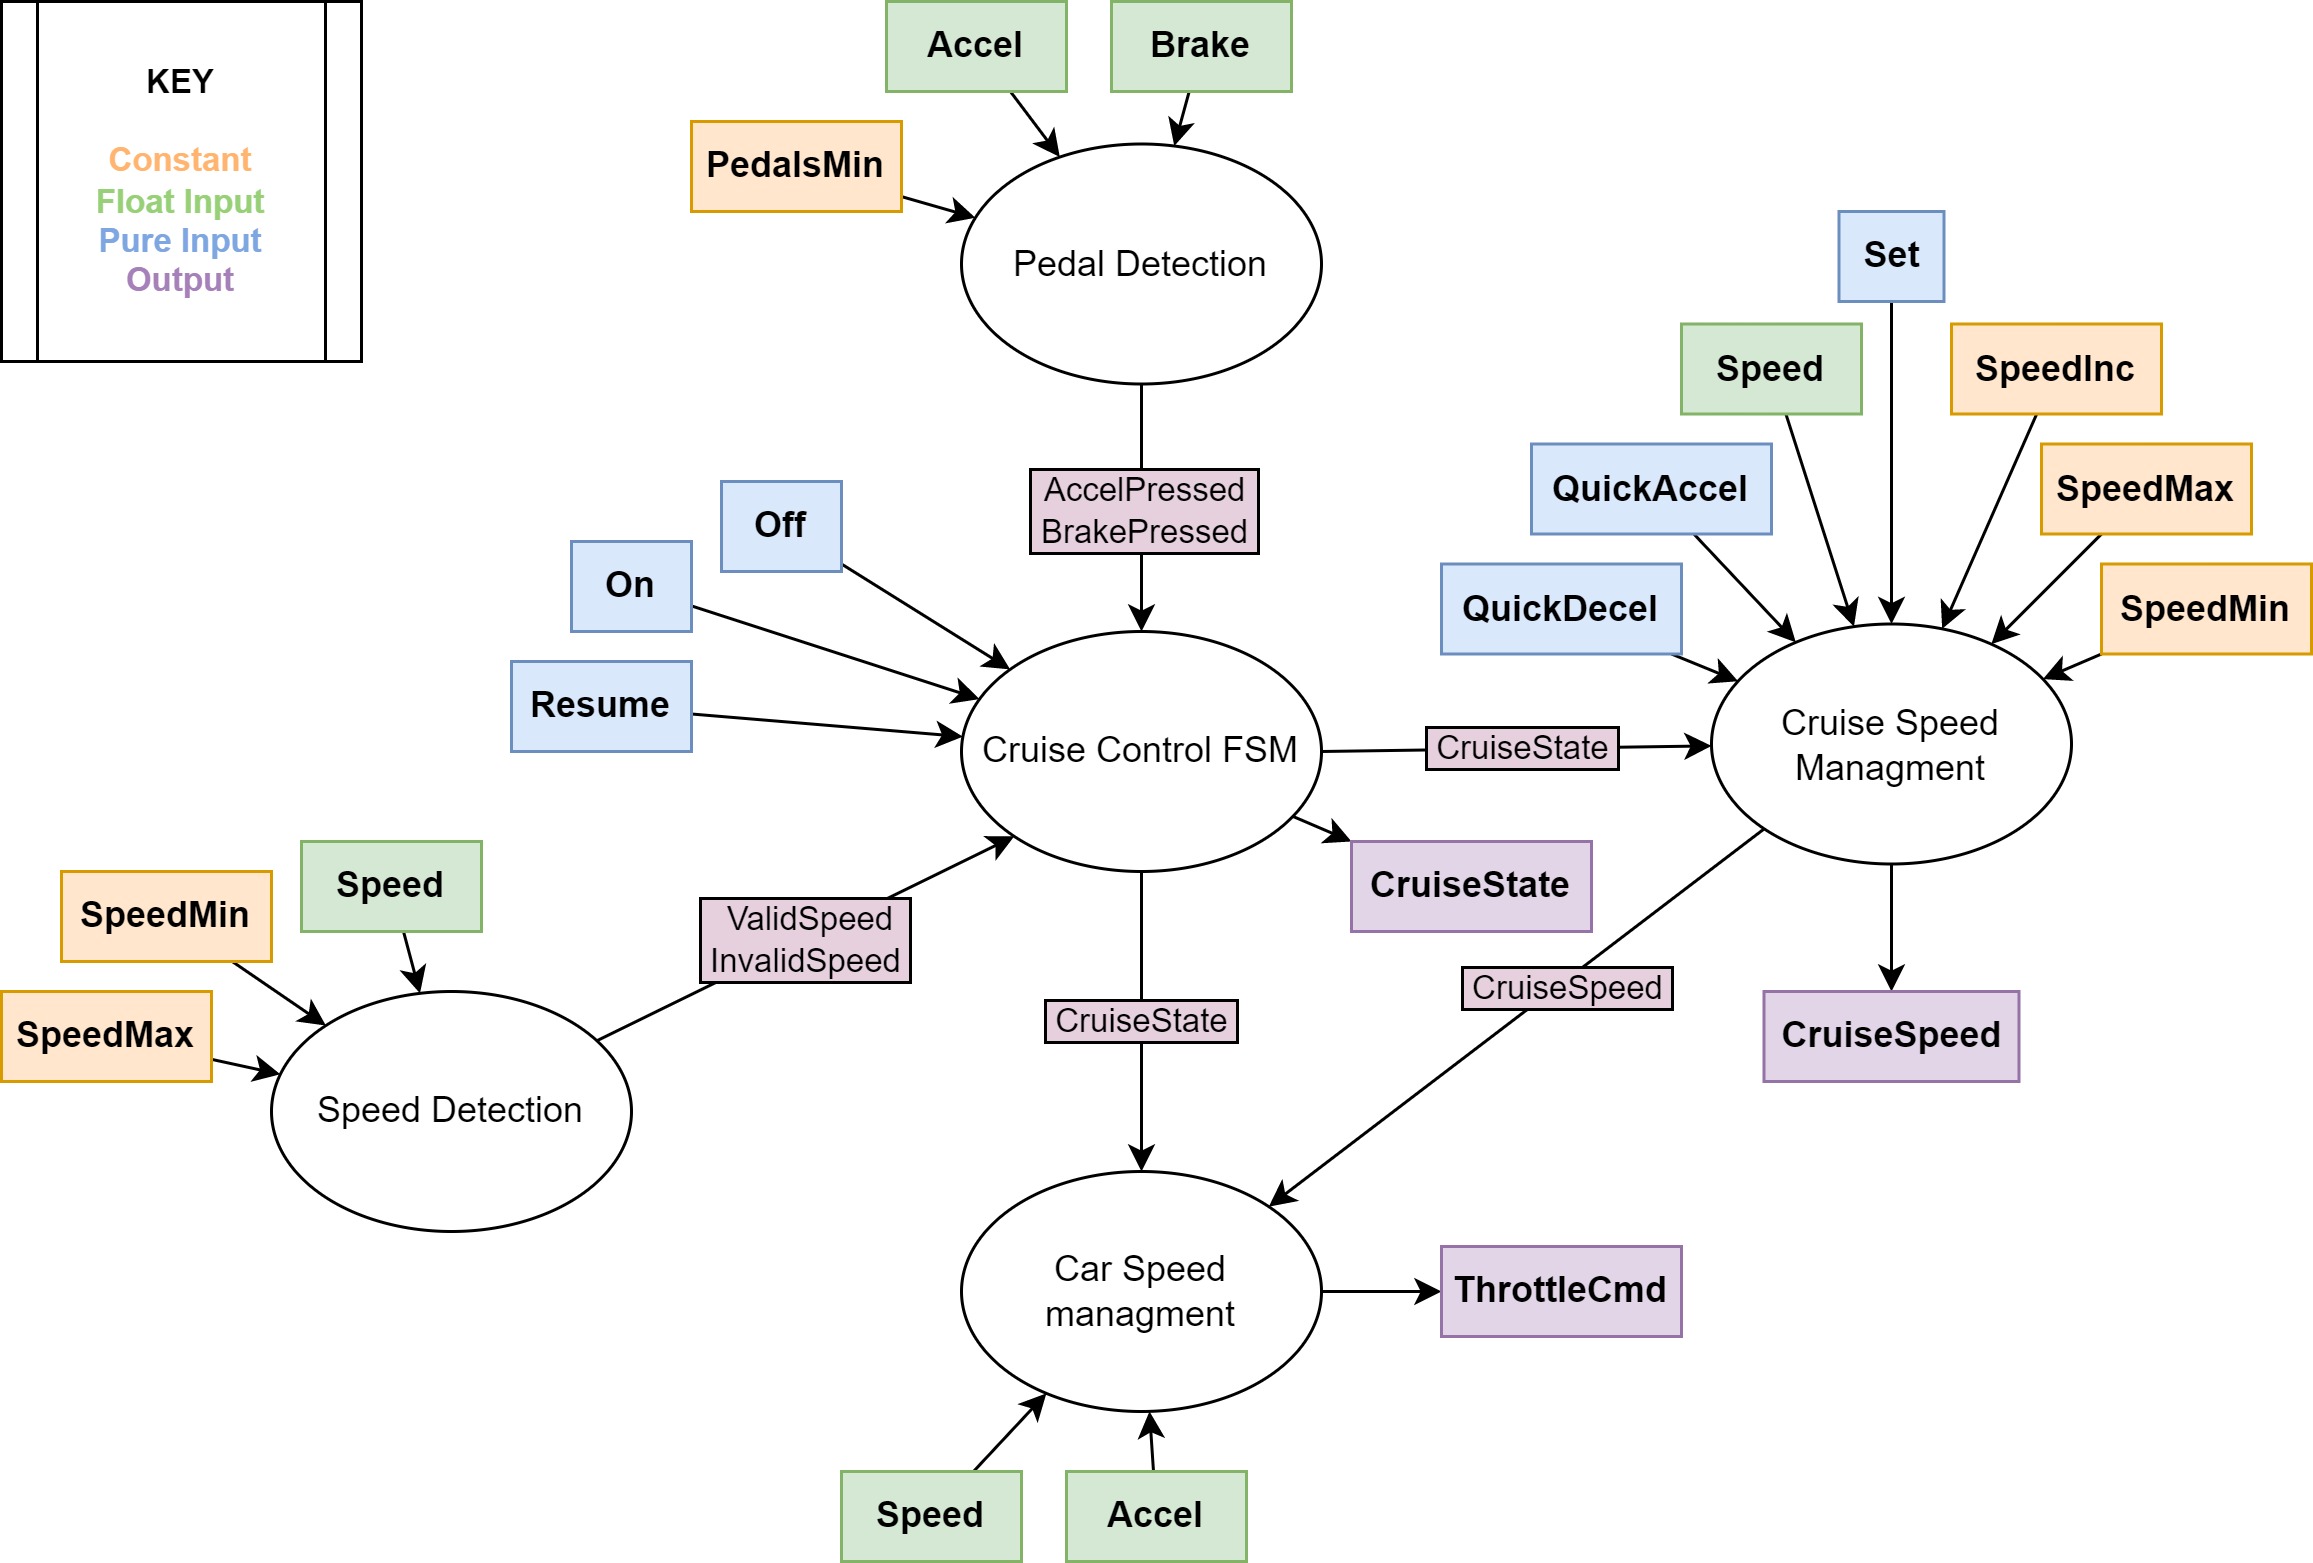 KEY
Constant
Float Input
Pure Input
Output
Accel
Brake
PedalsMin
Pedal Detection
AccelPressed
BrakePressed
Off
On
Resume
Cruise Control FSM
CruiseState
CruiseState
Set
Speed
SpeedInc
QuickAccel
SpeedMax
QuickDecel
SpeedMin
Cruise Speed
Managment
CruiseSpeed
CruiseSpeed
Speed
SpeedMin
SpeedMax
Speed Detection
ValidSpeed
InvalidSpeed
CruiseState
Car Speed
managment
ThrottleCmd
Speed
Accel